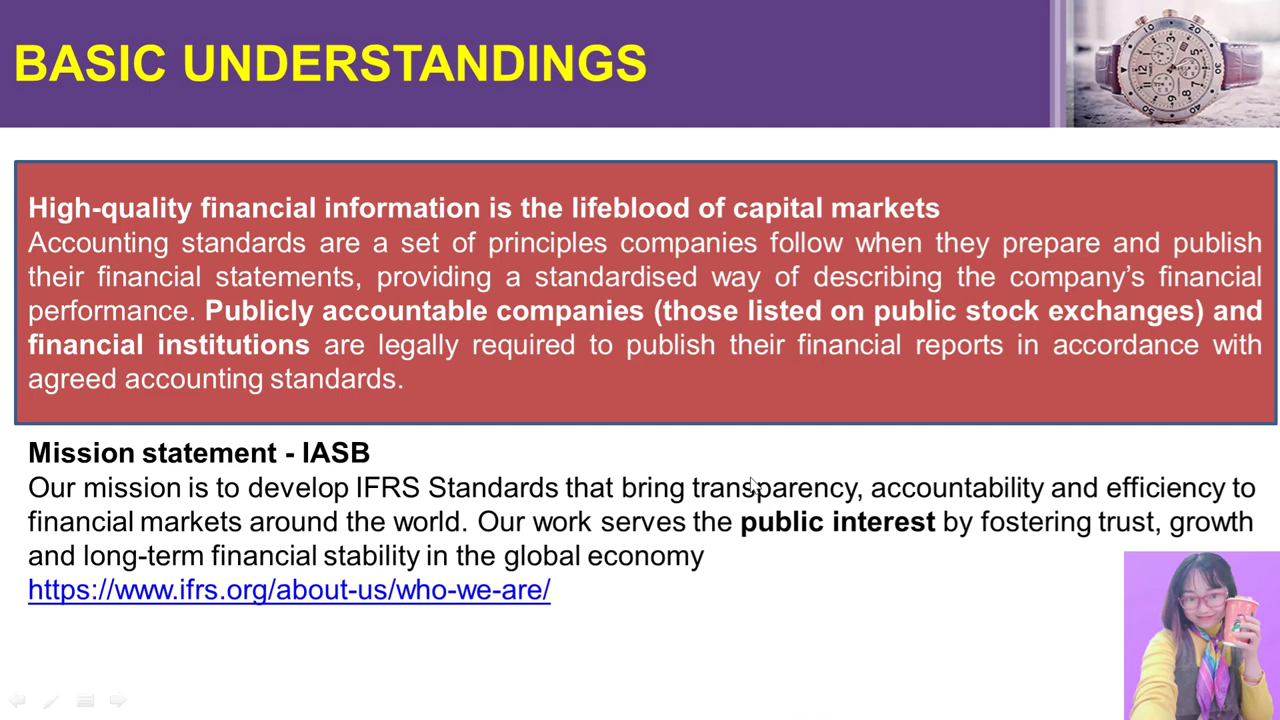 BASIC UNDERSTANDINGS
High-quality financial information is the lifeblood of capital markets
Accounting standards are a set of principles companies follow when they prepare and publish
their financial statements, providing a standardised way of describing the company’s financial
performance. Publicly accountable companies (those listed on public stock exchanges) and
financial institutions are legally required to publish their financial reports in accordance with
agreed accounting standards.
Mission statement - IASB
Our mission is to develop IFRS Standards that bring transparency, accountability and efficiency to
financial markets around the world. Our work serves the public interest by fostering trust, growth
and long-term financial stability in the global economy
https://www.ifrs.org/about-us/who-we-are/